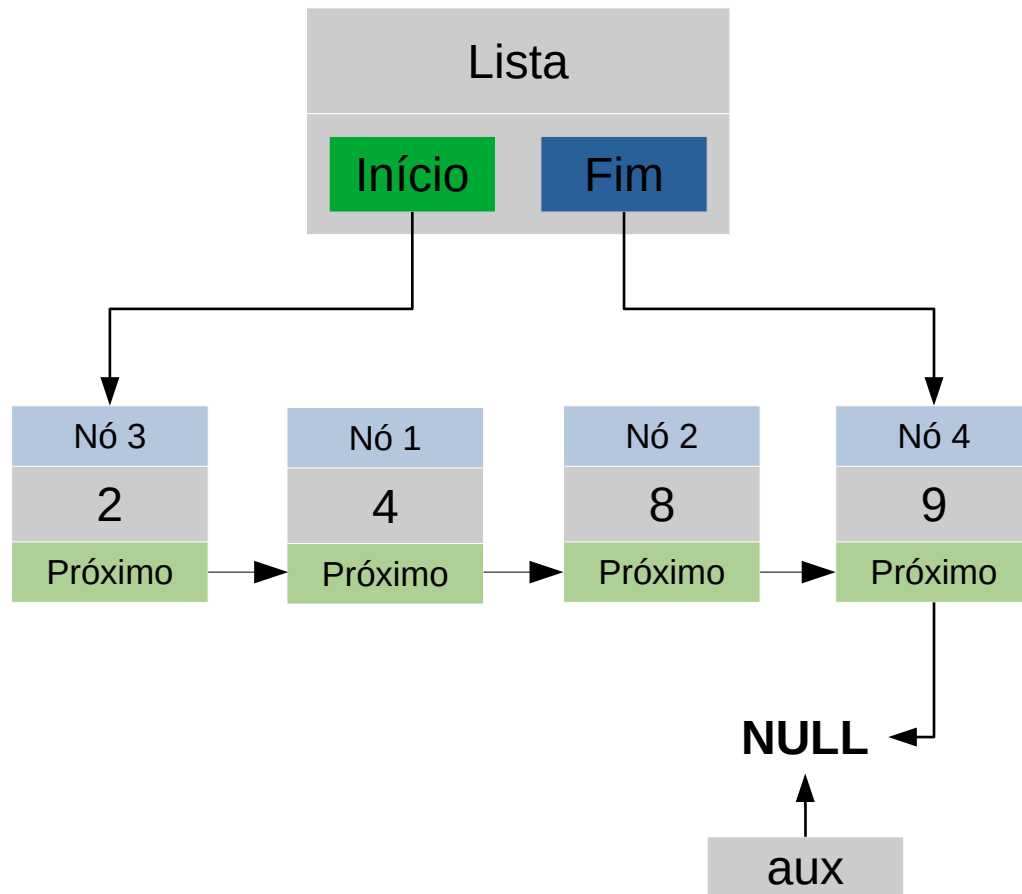 Lista
Início
Fim
Nó 3
Nó 1
Nó 2
Nó 4
2
4
8
9
Próximo
Próximo
Próximo
Próximo
NULL
aux